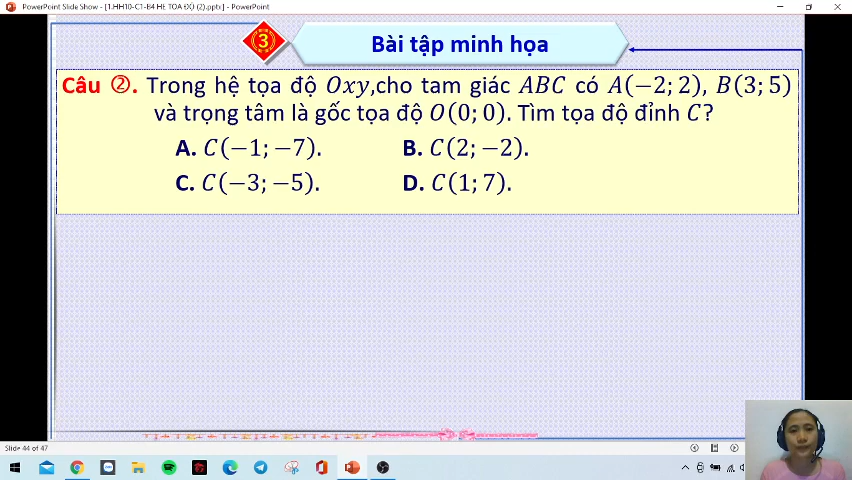 PowerPoint Slide Show - [1.HH10-C1-B4 HE TOA ĐỘ (2).pptx] - PowerPoint
3
Bài tập minh họa
Câu ②. Trong hệ tọa độ Oxy,cho tam giác ABC có A(−2; 2), B(3; 5)
và trọng tâm là gốc tọa độ O(0; 0). Tìm tọa độ đỉnh C?
A. C(−1; −7). B. C(2; −2).
C. C(−3; −5). D. C(1; 7).
Slide 44 of 47